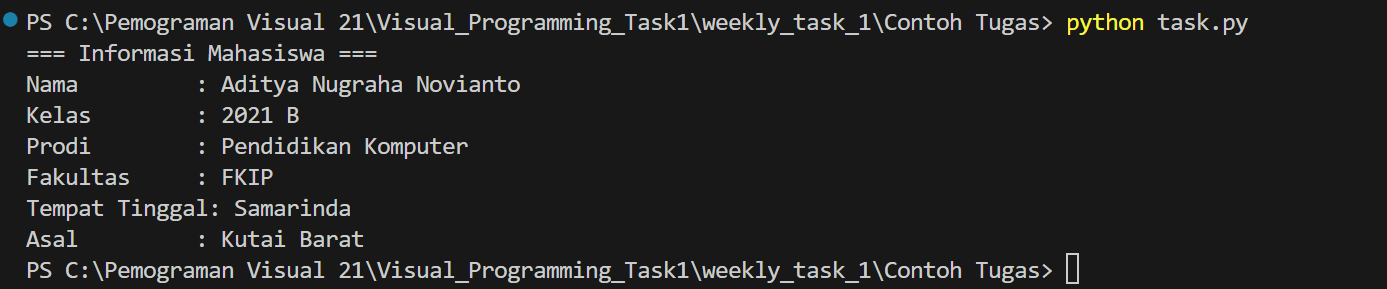 PS C:\Pemograman Visual 21\Visual_Programming_Task1\weekly_task_1\Contoh Tugas> python task.py
=== Informasi Mahasiswa ===
Nama         : Aditya Nugraha Novianto
Kelas        : 2021 B
Prodi        : Pendidikan Komputer
Fakultas     : FKIP
Tempat Tinggal: Samarinda
Asal         : Kutai Barat
PS C:\Pemograman Visual 21\Visual_Programming_Task1\weekly_task_1\Contoh Tugas>